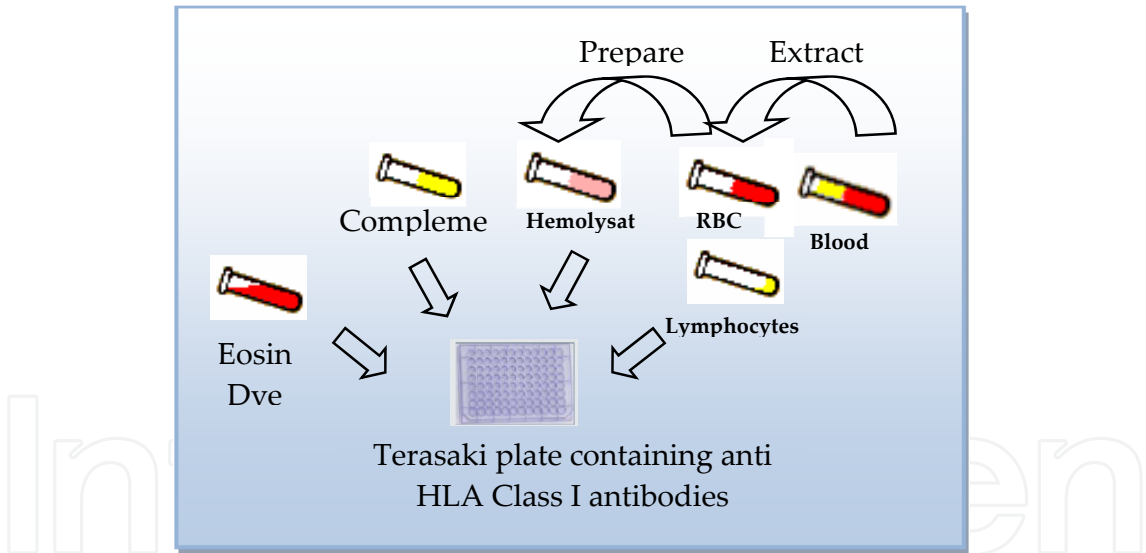 Prepare Extract
Compleme
Hemolysat
RBC
Blood
Lymphocytes
Eosin
Dve
Terasaki plate containing anti
HLA Class I antibodies